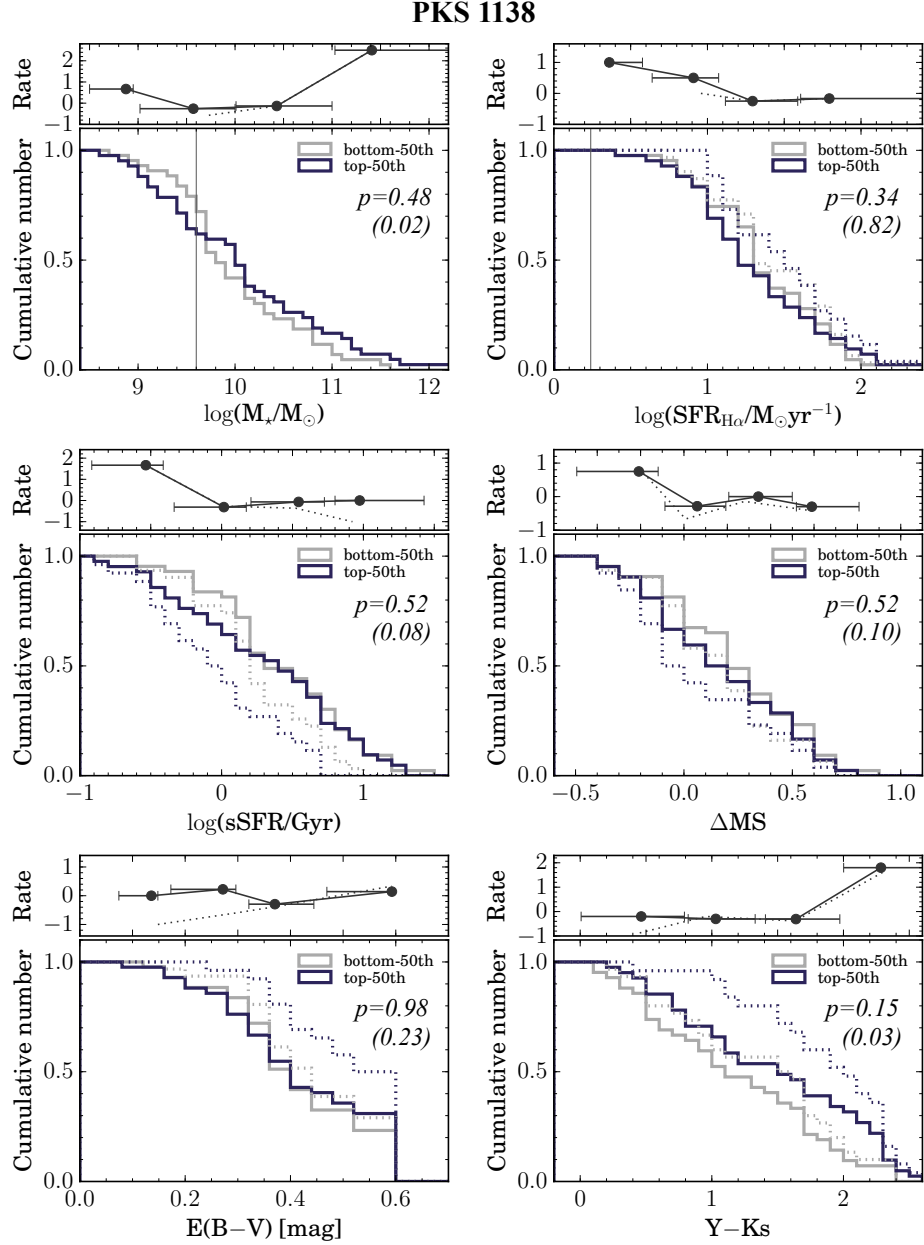 PKS 1138
Rate
2
1
0
−1
Rate
1
0
−1
Cumulative number
1.0
0.5
0.0
bottom-50th
top-50th
p=0.48
(0.02)
9 10 11 12
log(M⋆/M⊙)
Cumulative number
1.0
0.5
0.0
bottom-50th
top-50th
p=0.34
(0.82)
0 1 2
log(SFRHα/M⊙yr−1)
Rate
2
1
0
−1
Rate
1
0
−1
Cumulative number
1.0
0.5
0.0
bottom-50th
top-50th
p=0.52
(0.08)
−1 0 1
log(sSFR/Gyr)
Cumulative number
1.0
0.5
0.0
bottom-50th
top-50th
p=0.52
(0.10)
−0.5 0.0 0.5 1.0
ΔMS
Rate
1
0
−1
Rate
2
1
0
−1
Cumulative number
1.0
0.5
0.0
bottom-50th
top-50th
p=0.98
(0.23)
0.0 0.2 0.4 0.6
E(B−V) [mag]
Cumulative number
1.0
0.5
0.0
bottom-50th
top-50th
p=0.15
(0.03)
0 1 2
Y−Ks